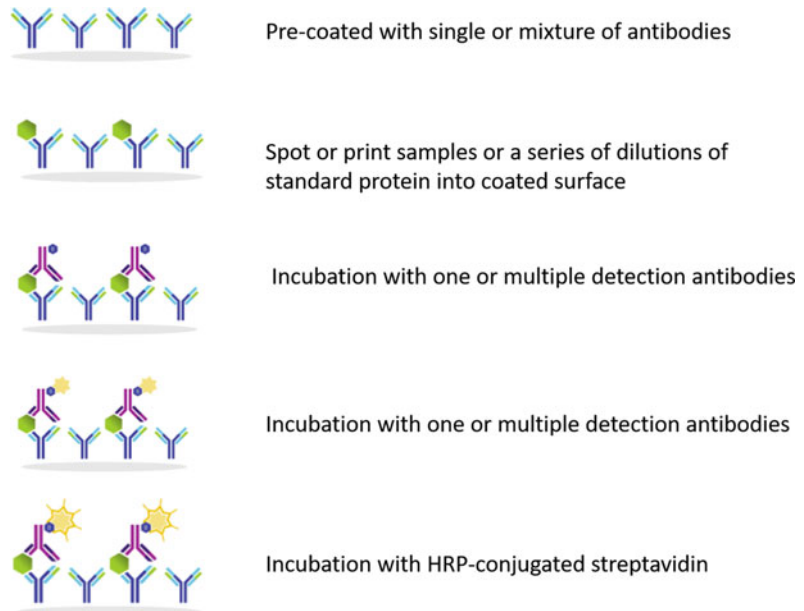 Pre-coated with single or mixture of antibodies
Spot or print samples or a series of dilutions of
standard protein into coated surface
Incubation with one or multiple detection antibodies
Incubation with one or multiple detection antibodies
Incubation with HRP-conjugated streptavidin